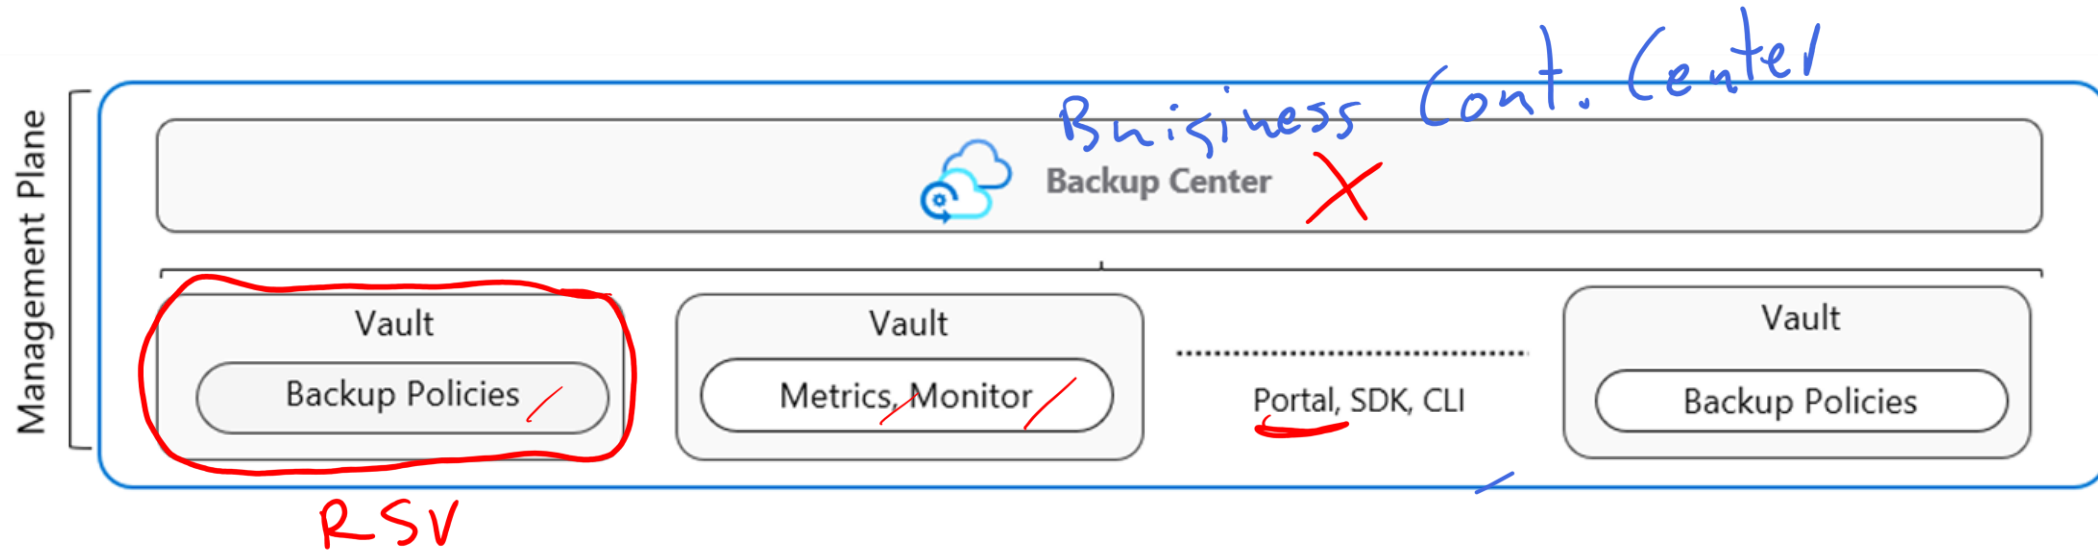 Bnisiness Cont. Center
Management Plane
Backup Center X
Vault
Backup Policies
Vault
Metrics, Monitor
Portal, SDK, CLI
Vault
Backup Policies
RSV